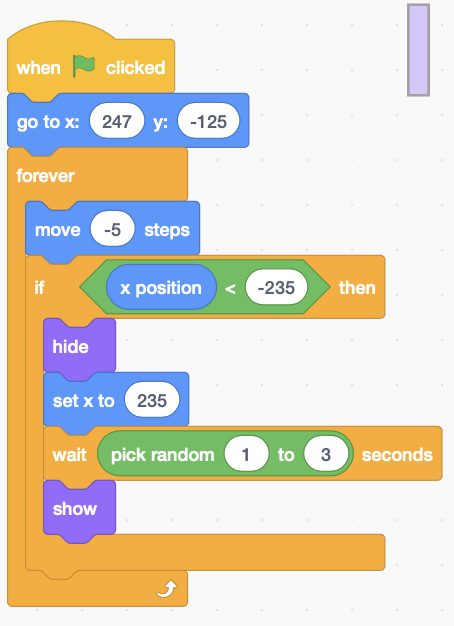 when clicked
go to x: 247 y: -125
forever
move -5 steps
if x position < -235 then
hide
set x to 235
wait pick random 1 to 3 seconds
show